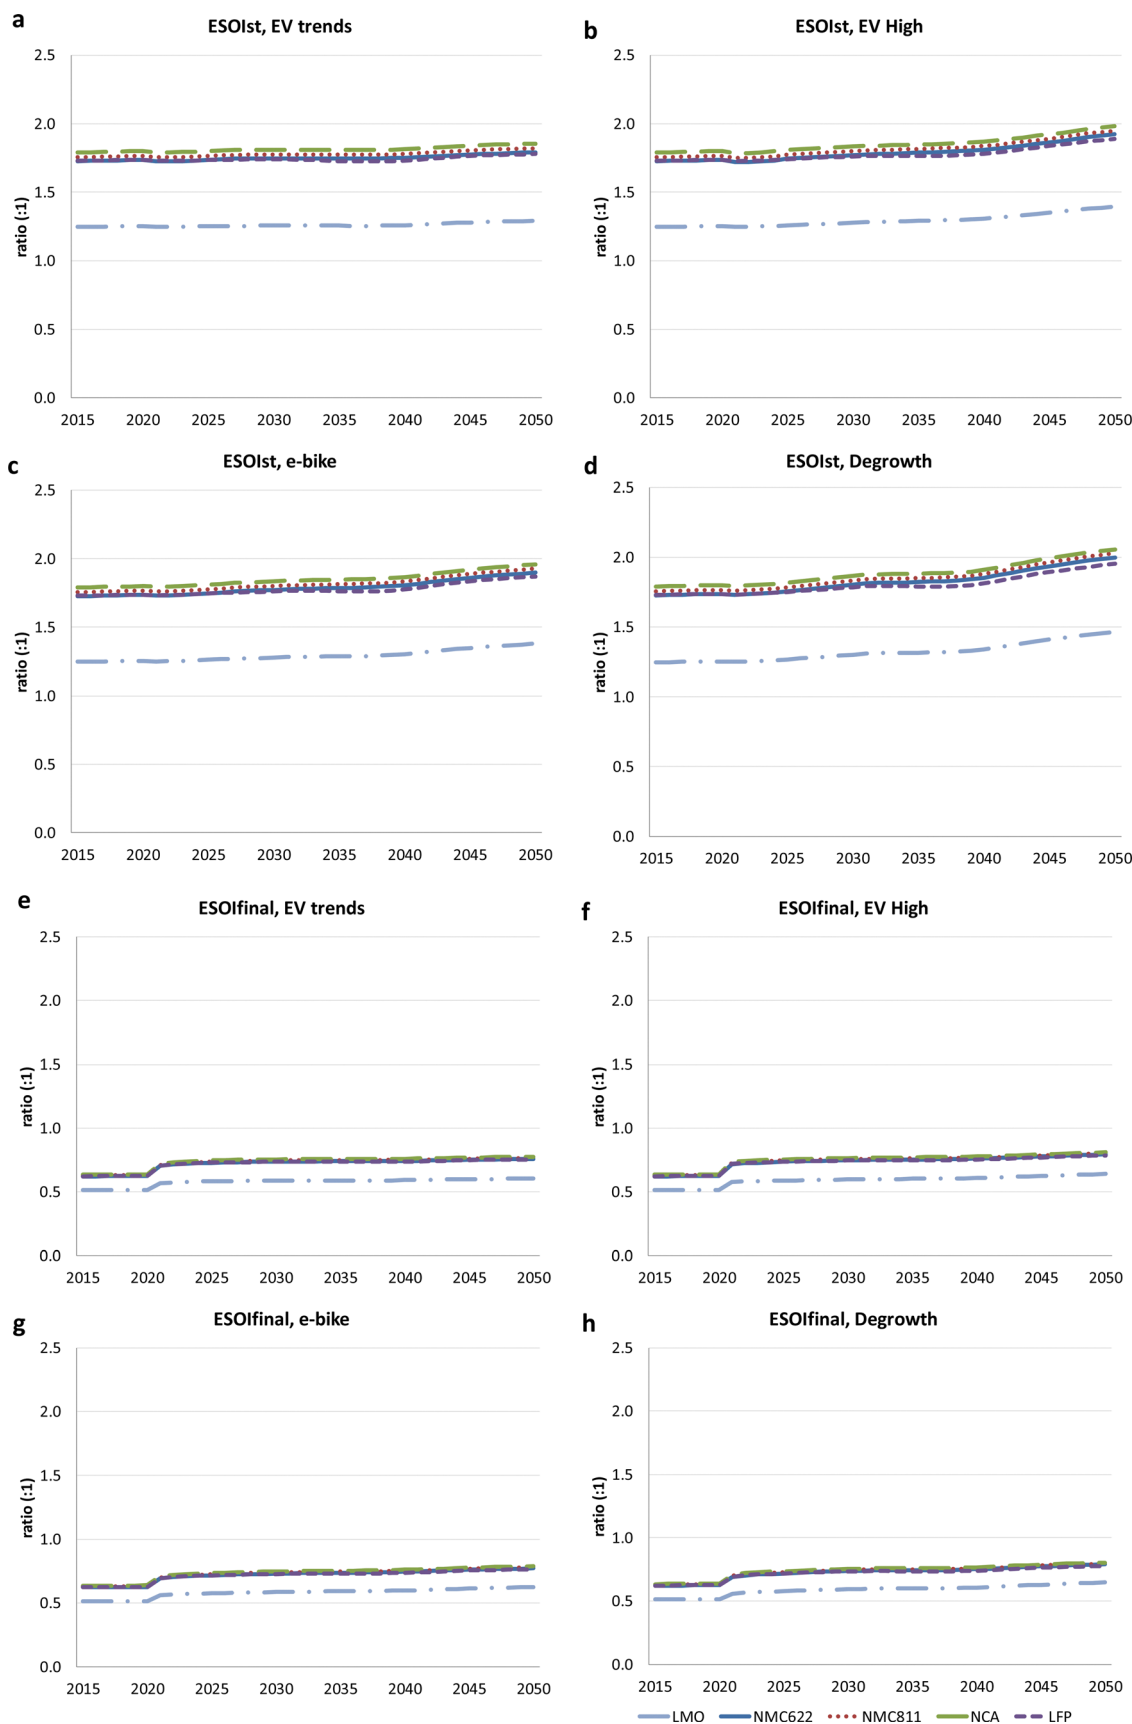 a
ESOIst, EV trends
2.5
2.0
1.5
1.0
0.5
0.0
ratio (:1)
2015 2020 2025 2030 2035 2040 2045 2050
b
ESOIst, EV High
2.5
2.0
1.5
1.0
0.5
0.0
ratio (:1)
2015 2020 2025 2030 2035 2040 2045 2050
c
ESOIst, e-bike
2.5
2.0
1.5
1.0
0.5
0.0
ratio (:1)
2015 2020 2025 2030 2035 2040 2045 2050
d
ESOIst, Degrowth
2.5
2.0
1.5
1.0
0.5
0.0
ratio (:1)
2015 2020 2025 2030 2035 2040 2045 2050
e
ESOIfinal, EV trends
2.5
2.0
1.5
1.0
0.5
0.0
ratio (:1)
2015 2020 2025 2030 2035 2040 2045 2050
f
ESOIfinal, EV High
2.5
2.0
1.5
1.0
0.5
0.0
ratio (:1)
2015 2020 2025 2030 2035 2040 2045 2050
g
ESOIfinal, e-bike
2.5
2.0
1.5
1.0
0.5
0.0
ratio (:1)
2015 2020 2025 2030 2035 2040 2045 2050
h
ESOIfinal, Degrowth
2.5
2.0
1.5
1.0
0.5
0.0
ratio (:1)
2015 2020 2025 2030 2035 2040 2045 2050
LMO NMC622 NMC811 NCA LFP